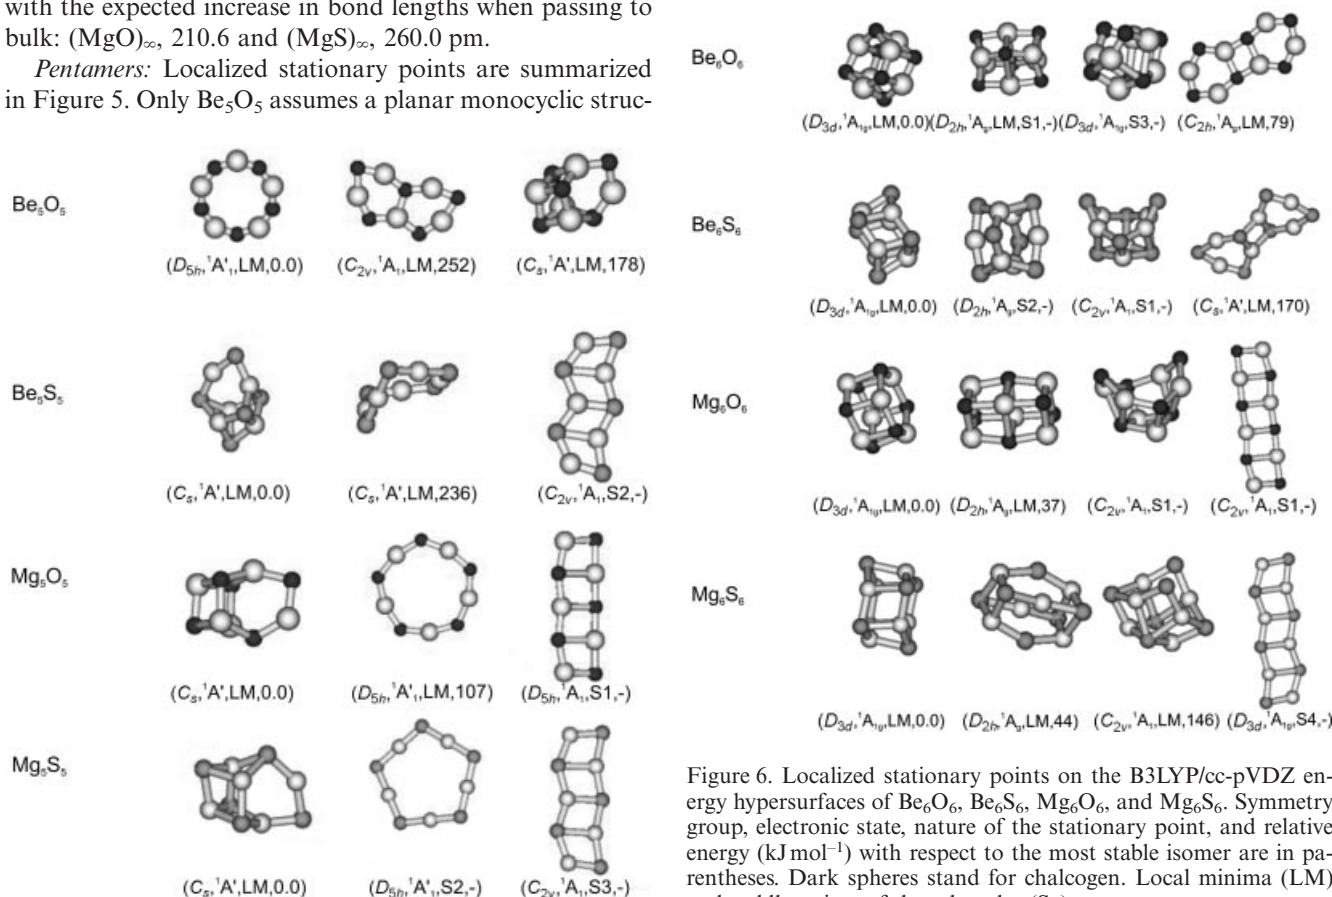 with the expected increase in bond lengths when passing to
bulk: (MgO)∞, 210.6 and (MgS)∞, 260.0 pm.
Pentamers: Localized stationary points are summarized
in Figure 5. Only Be₅O₅ assumes a planar monocyclic struc-
Be₅O₅
(D₅ₕ,¹A'₁,LM,0.0) (C₂ᵥ,¹A₁,LM,252) (Cₛ,¹A',LM,178)
Be₅S₅
(Cₛ,¹A',LM,0.0) (Cₛ,¹A',LM,236) (C₂ᵥ,¹A₁,S2,-)
Mg₅O₅
(Cₛ,¹A',LM,0.0) (D₅ₕ,¹A'₁,LM,107) (D₅ₕ,¹A₁,S1,-)
Mg₅S₅
(Cₛ,¹A',LM,0.0) (D₅ₕ,¹A'₁,S2,-) (C₂ᵥ,¹A₁,S3,-)
Be₆O₆
(D₃d,¹A₁g,LM,0.0) (D₂ₕ,¹Ag,LM,S1,-) (D₃d,¹A₁g,S3,-) (C₂ₕ,¹Ag,LM,79)
Be₆S₆
(D₃d,¹A₁g,LM,0.0) (D₂ₕ,¹Ag,S2,-) (C₂ᵥ,¹A₁,S1,-) (Cₛ,¹A',LM,170)
Mg₆O₆
(D₃d,¹A₁g,LM,0.0) (D₂ₕ,¹Ag,LM,37) (C₂ᵥ,¹A₁,S1,-) (C₂ᵥ,¹A₁,S1,-)
Mg₆S₆
(D₃d,¹A₁g,LM,0.0) (D₂ₕ,¹Ag,LM,44) (C₂ᵥ,¹A₁,LM,146) (D₃d,¹A₁g,S4,-)
Figure 6. Localized stationary points on the B3LYP/cc-pVDZ en-
ergy hypersurfaces of Be₆O₆, Be₆S₆, Mg₆O₆, and Mg₆S₆. Symmetry
group, electronic state, nature of the stationary point, and relative
energy (kJ mol⁻¹) with respect to the most stable isomer are in pa-
rentheses. Dark spheres stand for chalcogen. Local minima (LM)